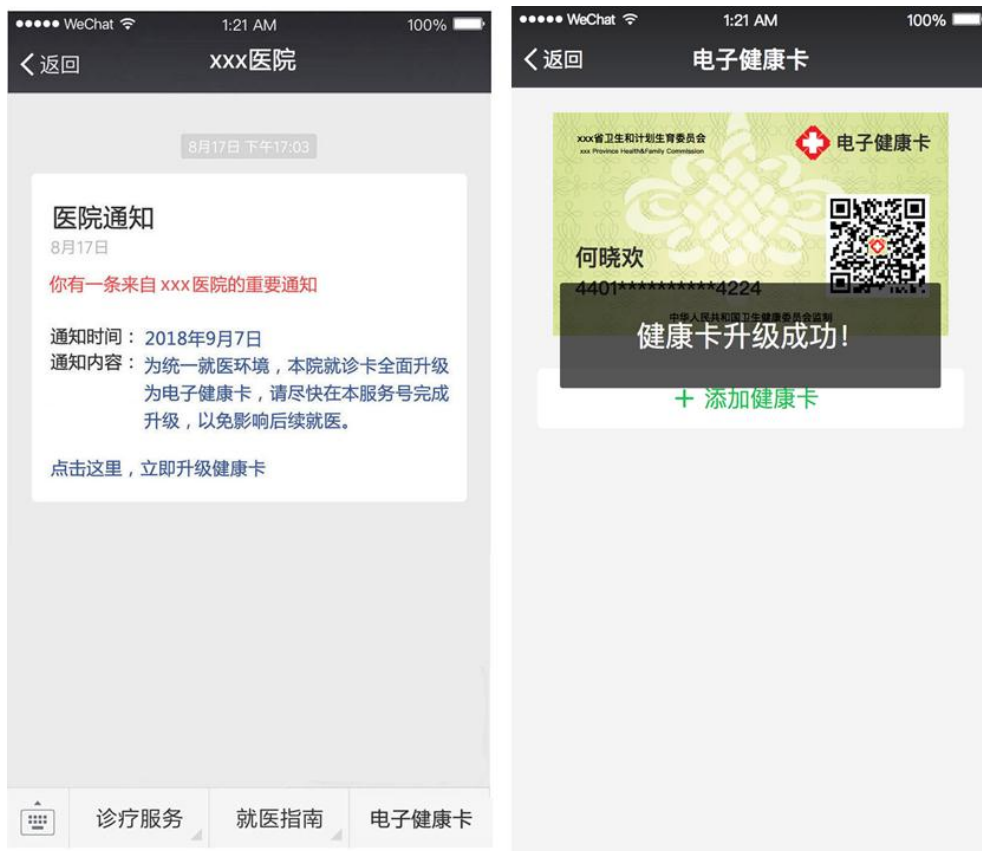 ●●●●● WeChat 1:21 AM 100%
返回 xxx医院
8月17日 下午17:03
医院通知
8月17日
你有一条来自 xxx 医院的重要通知
通知时间：2018年9月7日
通知内容：为统一就医环境，本院就诊卡全面升级
为电子健康卡，请尽快在本服务号完成
升级，以免影响后续就医。
点击这里，立即升级健康卡
诊疗服务 就医指南 电子健康卡
●●●●● WeChat 1:21 AM 100%
返回 电子健康卡
xxx省卫生和计划生育委员会
xxx Province Health&Family Commission
电子健康卡
何晓欢
4401**********4224
中华人民共和国卫生健康委员会监制
健康卡升级成功!
+ 添加健康卡